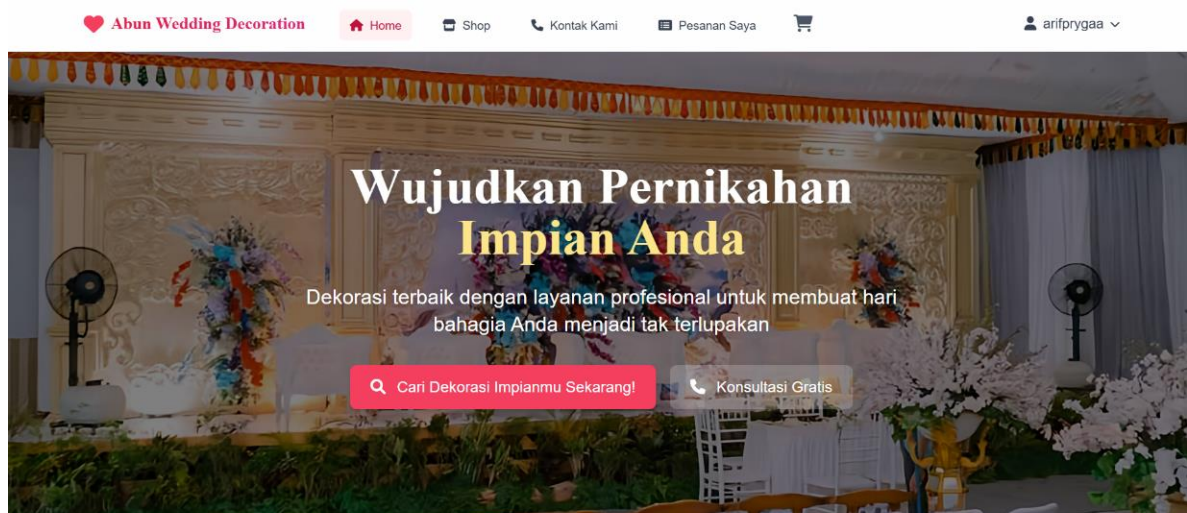 Abun Wedding Decoration Home Shop Kontak Kami Pesanan Saya arifprygaa
Wujudkan Pernikahan
Impian Anda
Dekorasi terbaik dengan layanan profesional untuk membuat hari
bahagia Anda menjadi tak terlupakan
Cari Dekorasi Impianmu Sekarang! Konsultasi Gratis